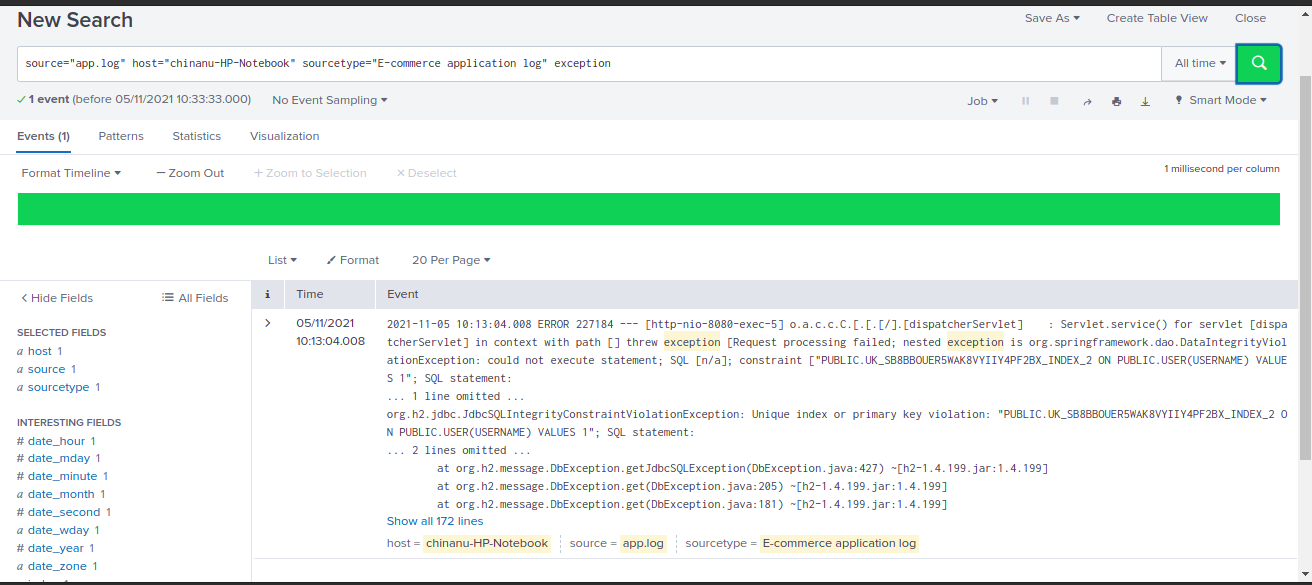 New Search
Save As Create Table View Close
source="app.log" host="chinanu-HP-Notebook" sourcetype="E-commerce application log" exception
All time
1 event (before 05/11/2021 10:33:33.000) No Event Sampling
Job Smart Mode
Events (1) Patterns Statistics Visualization
Format Timeline — Zoom Out + Zoom to Selection × Deselect
1 millisecond per column
List Format 20 Per Page
< Hide Fields All Fields
i Time Event
SELECTED FIELDS
a host 1
a source 1
a sourcetype 1
INTERESTING FIELDS
# date_hour 1
# date_mday 1
# date_minute 1
a date_month 1
# date_second 1
a date_wday 1
# date_year 1
a date_zone 1
05/11/2021
10:13:04.008
2021-11-05 10:13:04.008 ERROR 227184 --- [http-nio-8080-exec-5] o.a.c.c.C.[.[.[/].[dispatcherServlet] : Servlet.service() for servlet [dispa
tcherServlet] in context with path [] threw exception [Request processing failed; nested exception is org.springframework.dao.DataIntegrityViol
ationException: could not execute statement; SQL [n/a]; constraint ["PUBLIC.UK_SB8BBOUER5WAK8VYIIY4PF2BX_INDEX_2 ON PUBLIC.USER(USERNAME) VALUE
S 1"; SQL statement:
... 1 line omitted ...
org.h2.jdbc.JdbcSQLIntegrityConstraintViolationException: Unique index or primary key violation: "PUBLIC.UK_SB8BBOUER5WAK8VYIIY4PF2BX_INDEX_2 O
N PUBLIC.USER(USERNAME) VALUES 1"; SQL statement:
... 2 lines omitted ...
at org.h2.message.DbException.getJdbcSQLException(DbException.java:427) ~[h2-1.4.199.jar:1.4.199]
at org.h2.message.DbException.get(DbException.java:205) ~[h2-1.4.199.jar:1.4.199]
at org.h2.message.DbException.get(DbException.java:181) ~[h2-1.4.199.jar:1.4.199]
Show all 172 lines
host = chinanu-HP-Notebook source = app.log sourcetype = E-commerce application log